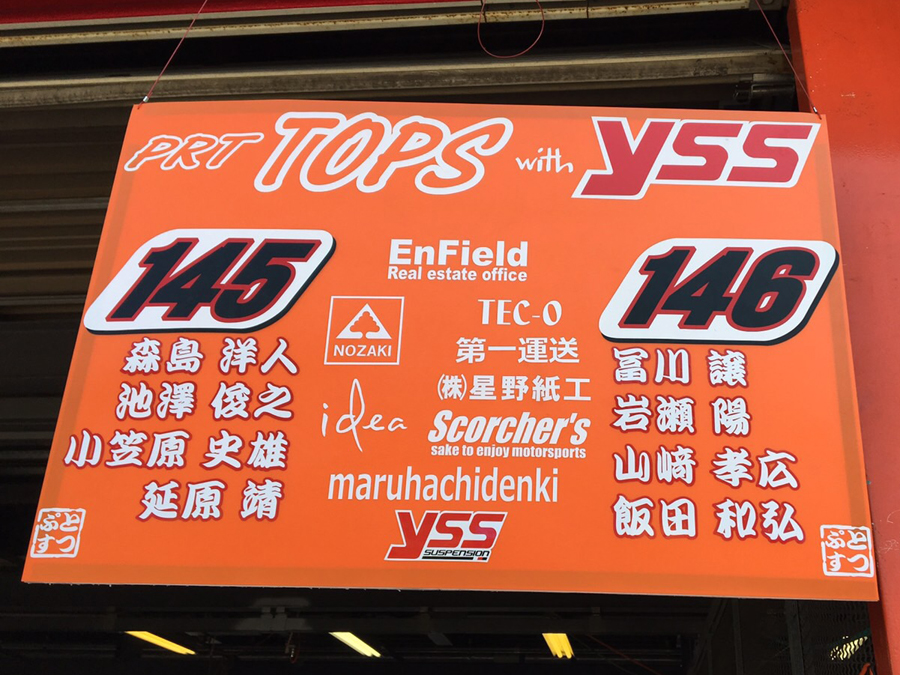 PRT TOPS with YSS
145
森島 洋人
池澤 俊之
小笠原 史雄
延原 靖
EnField
Real estate office
NOZAKI
TEC-O
第一運送
㈱星野紙工
idea
Scorcher's
sake to enjoy motorsports
maruhachidenki
YSS
SUSPENSION
146
冨川 譲
岩瀬 陽
山﨑 孝広
飯田 和弘
ぷと
すつ
ぷと
すつ